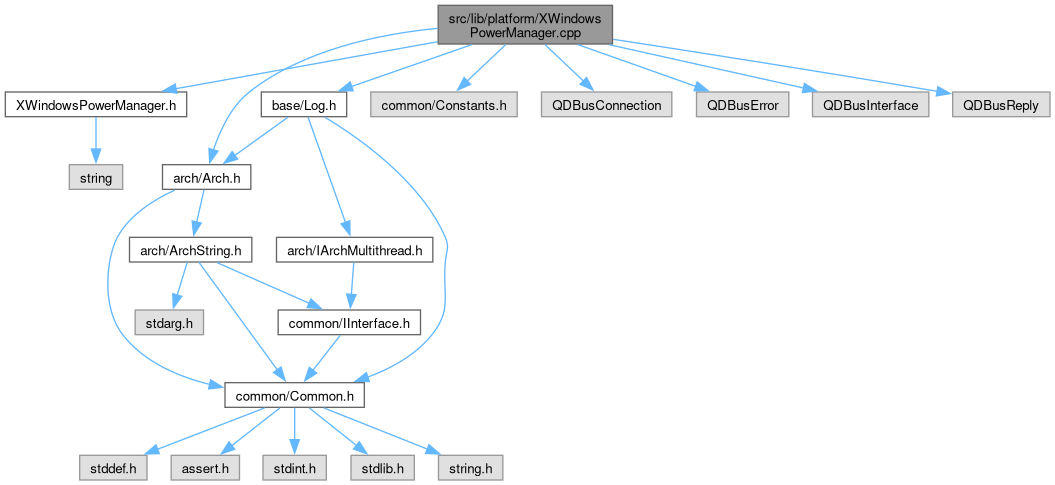 src/lib/platform/XWindows
PowerManager.cpp
XWindowsPowerManager.h
base/Log.h
common/Constants.h
QDBusConnection
QDBusError
QDBusInterface
QDBusReply
string
arch/Arch.h
arch/ArchString.h
arch/IArchMultithread.h
stdarg.h
common/IInterface.h
common/Common.h
stddef.h
assert.h
stdint.h
stdlib.h
string.h